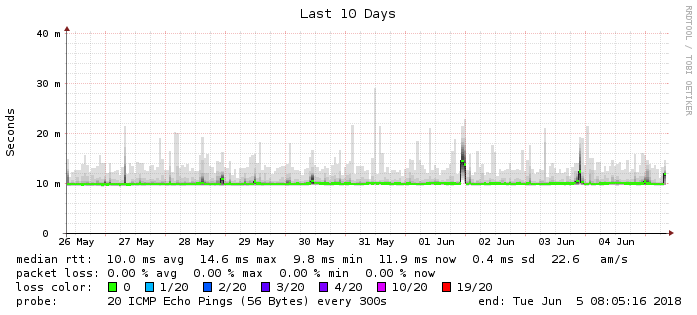 Last 10 Days
RRDTOOL / TOBI OETIKER
Seconds
40 m
30 m
20 m
10 m
0
26 May 27 May 28 May 29 May 30 May 31 May 01 Jun 02 Jun 03 Jun 04 Jun
median rtt: 10.0 ms avg 14.6 ms max 9.8 ms min 11.9 ms now 0.4 ms sd 22.6 am/s
packet loss: 0.00 % avg 0.00 % max 0.00 % min 0.00 % now
loss color: 0 1/20 2/20 3/20 4/20 10/20 19/20
probe: 20 ICMP Echo Pings (56 Bytes) every 300s end: Tue Jun 5 08:05:16 2018